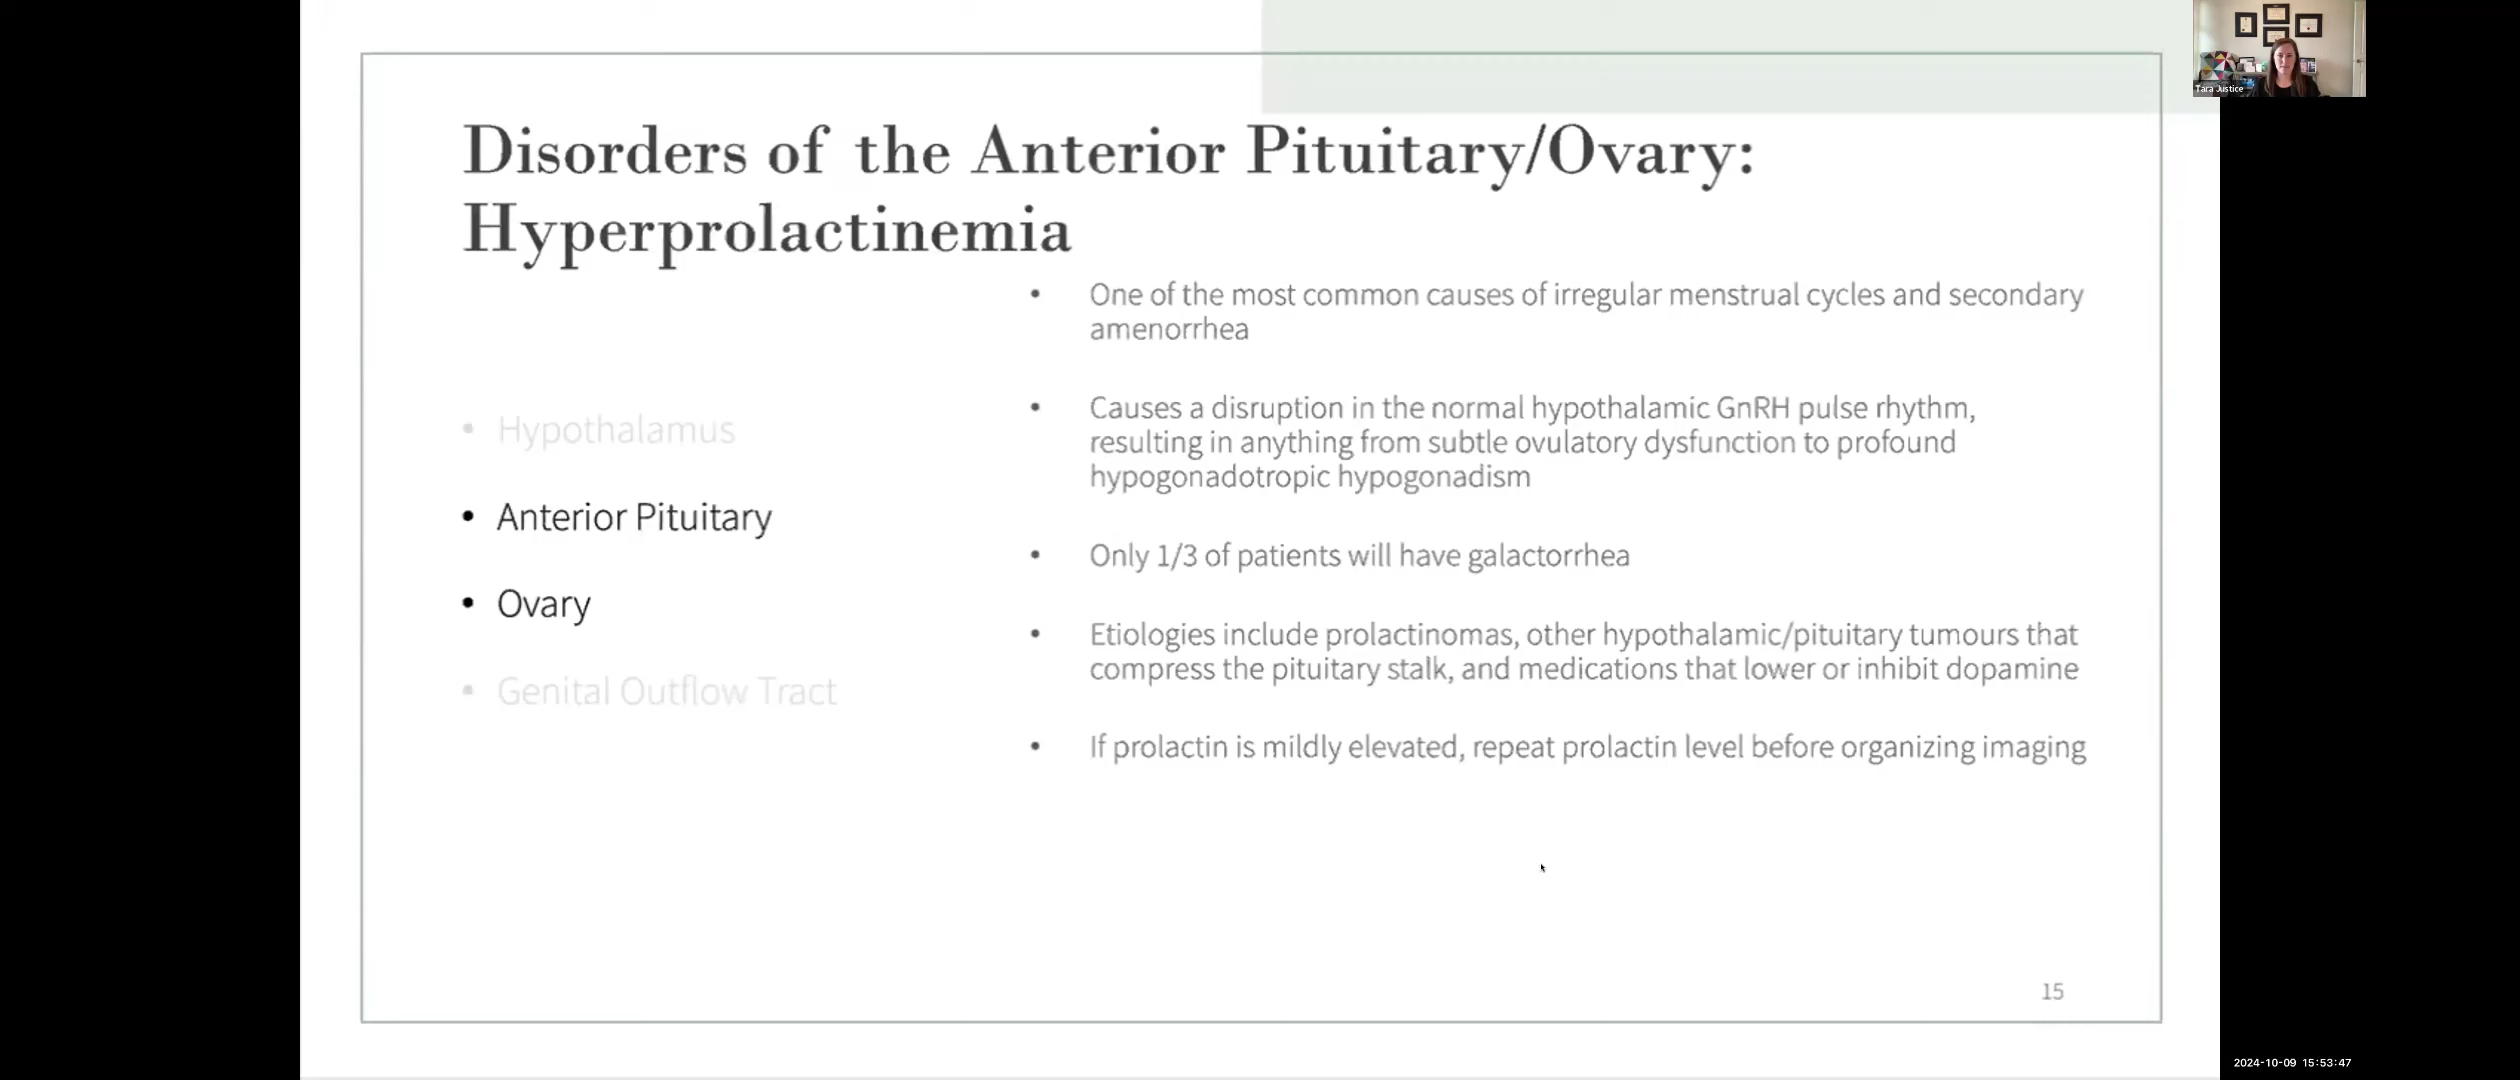 Tara Justice
Disorders of the Anterior Pituitary/Ovary:
Hyperprolactinemia
• Hypothalamus
• Anterior Pituitary
• Ovary
• Genital Outflow Tract
• One of the most common causes of irregular menstrual cycles and secondary
amenorrhea
• Causes a disruption in the normal hypothalamic GnRH pulse rhythm,
resulting in anything from subtle ovulatory dysfunction to profound
hypogonadotropic hypogonadism
• Only 1/3 of patients will have galactorrhea
• Etiologies include prolactinomas, other hypothalamic/pituitary tumours that
compress the pituitary stalk, and medications that lower or inhibit dopamine
• If prolactin is mildly elevated, repeat prolactin level before organizing imaging
15
2024-10-09 15:53:47